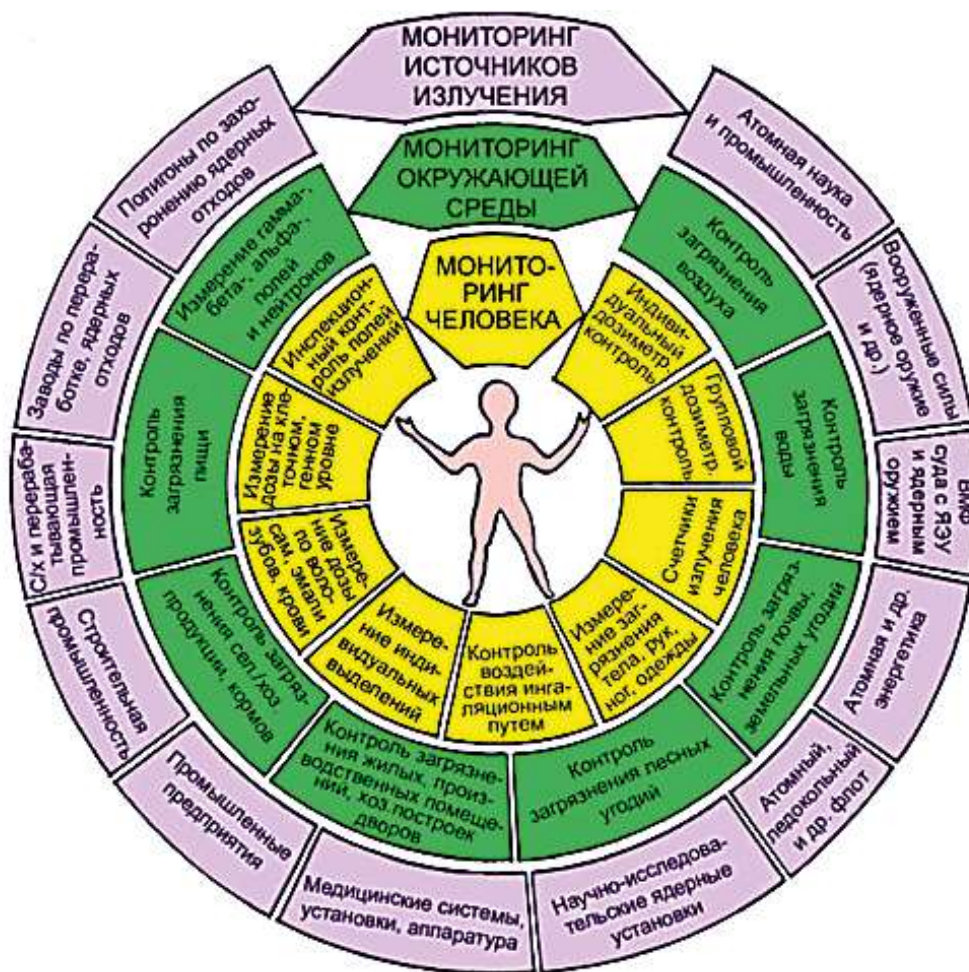 МОНИТОРИНГ
ИСТОЧНИКОВ
ИЗЛУЧЕНИЯ
МОНИТОРИНГ
ОКРУЖАЮЩЕЙ
СРЕДЫ
МОНИТО-
РИНГ
ЧЕЛОВЕКА
Атомная наука
и промышленность
Вооруженные силы
(ядерное оружие
и др.)
ВМФ
суда с ЯЭУ
и ядерным
оружием
Атомная и др.
энергетика
Атомный,
ледокольный
и др. флот
Научно-исследова-
тельские ядерные
установки
Медицинские системы,
установки, аппаратура
Промышленные
предприятия
Строительная
промышленность
С/х и перераба-
тывающая
промышлен-
ность
Заводы по перера-
ботке, ядерных
отходов
Полигоны по захо-
ронению ядерных
отходов
Контроль
загрязнения
воздуха
Контроль
загрязнения
воды
Контроль загряз-
нения почвы,
земельных угодий
Контроль
загрязнения лесных
угодий
Контроль загрязне-
ния жилых, произ-
водственных помеще-
ний, хоз.построек
дворов
Контроль загряз-
нения сел./хоз.
продукции, кормов
Контроль
загрязнения
пищи
Измерение гамма-,
бета-, альфа-,
полей
и нейтронов
Индиви-
дуальный
дозиметр.
контроль
Групповой
дозиметр.
контроль
Счетчики
излучения
человека
Измере-
ние заг-
рязнения
тела, рук,
ног, одежды
Контроль
воздей-
ствия инга-
ляционным
путем
Измере-
ние инди-
видуальных
выделений
Измере-
ние дозы
по воло-
сам, эмали
зубов, крови
Измерение
дозы на кле-
точном,
генном
уровне
Инспекцион-
ный конт-
роль полей
излучений